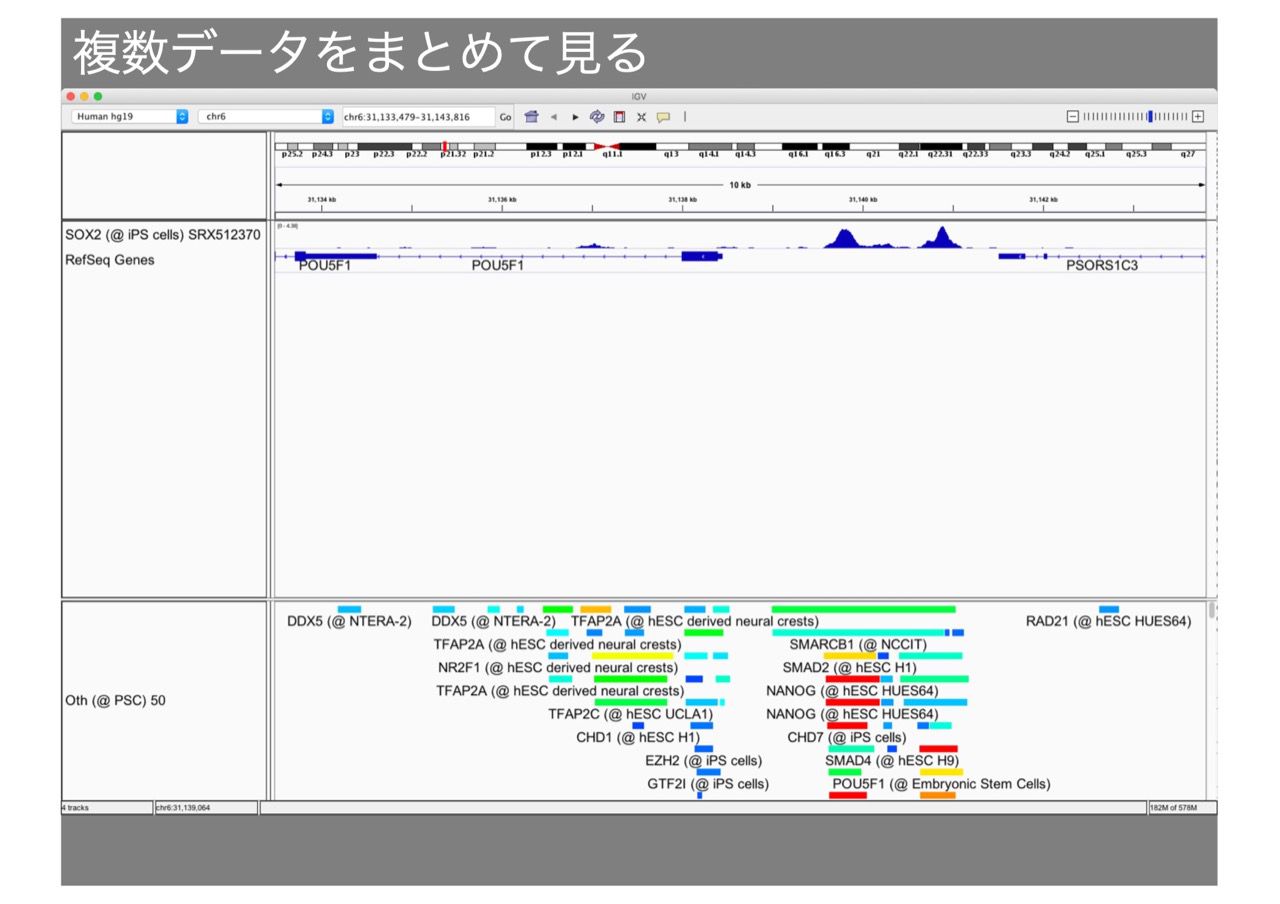 複数データをまとめて見る
IGV
Human hg19 chr6 chr6:31,133,479-31,143,816 Go
p25.2 p24.3 p23 p22.3 p22.2 p21.32 p21.2 p12.3 p12.1 q11.1 q13 q14.1 q14.3 q16.1 q16.3 q21 q22.1 q22.31 q22.33 q23.3 q24.2 q25.1 q25.3 q27
10 kb
31,134 kb 31,136 kb 31,138 kb 31,140 kb 31,142 kb
SOX2 (@ iPS cells) SRX512370
[0 - 4.38]
RefSeq Genes
POU5F1 POU5F1 PSORS1C3
Oth (@ PSC) 50
DDX5 (@ NTERA-2) DDX5 (@ NTERA-2) TFAP2A (@ hESC derived neural crests) RAD21 (@ hESC HUES64)
TFAP2A (@ hESC derived neural crests) SMARCB1 (@ NCCIT)
NR2F1 (@ hESC derived neural crests) SMAD2 (@ hESC H1)
TFAP2A (@ hESC derived neural crests) NANOG (@ hESC HUES64)
TFAP2C (@ hESC UCLA1) NANOG (@ hESC HUES64)
CHD1 (@ hESC H1) CHD7 (@ iPS cells)
EZH2 (@ iPS cells) SMAD4 (@ hESC H9)
GTF2I (@ iPS cells) POU5F1 (@ Embryonic Stem Cells)
4 tracks chr6:31,139,064 182M of 578M